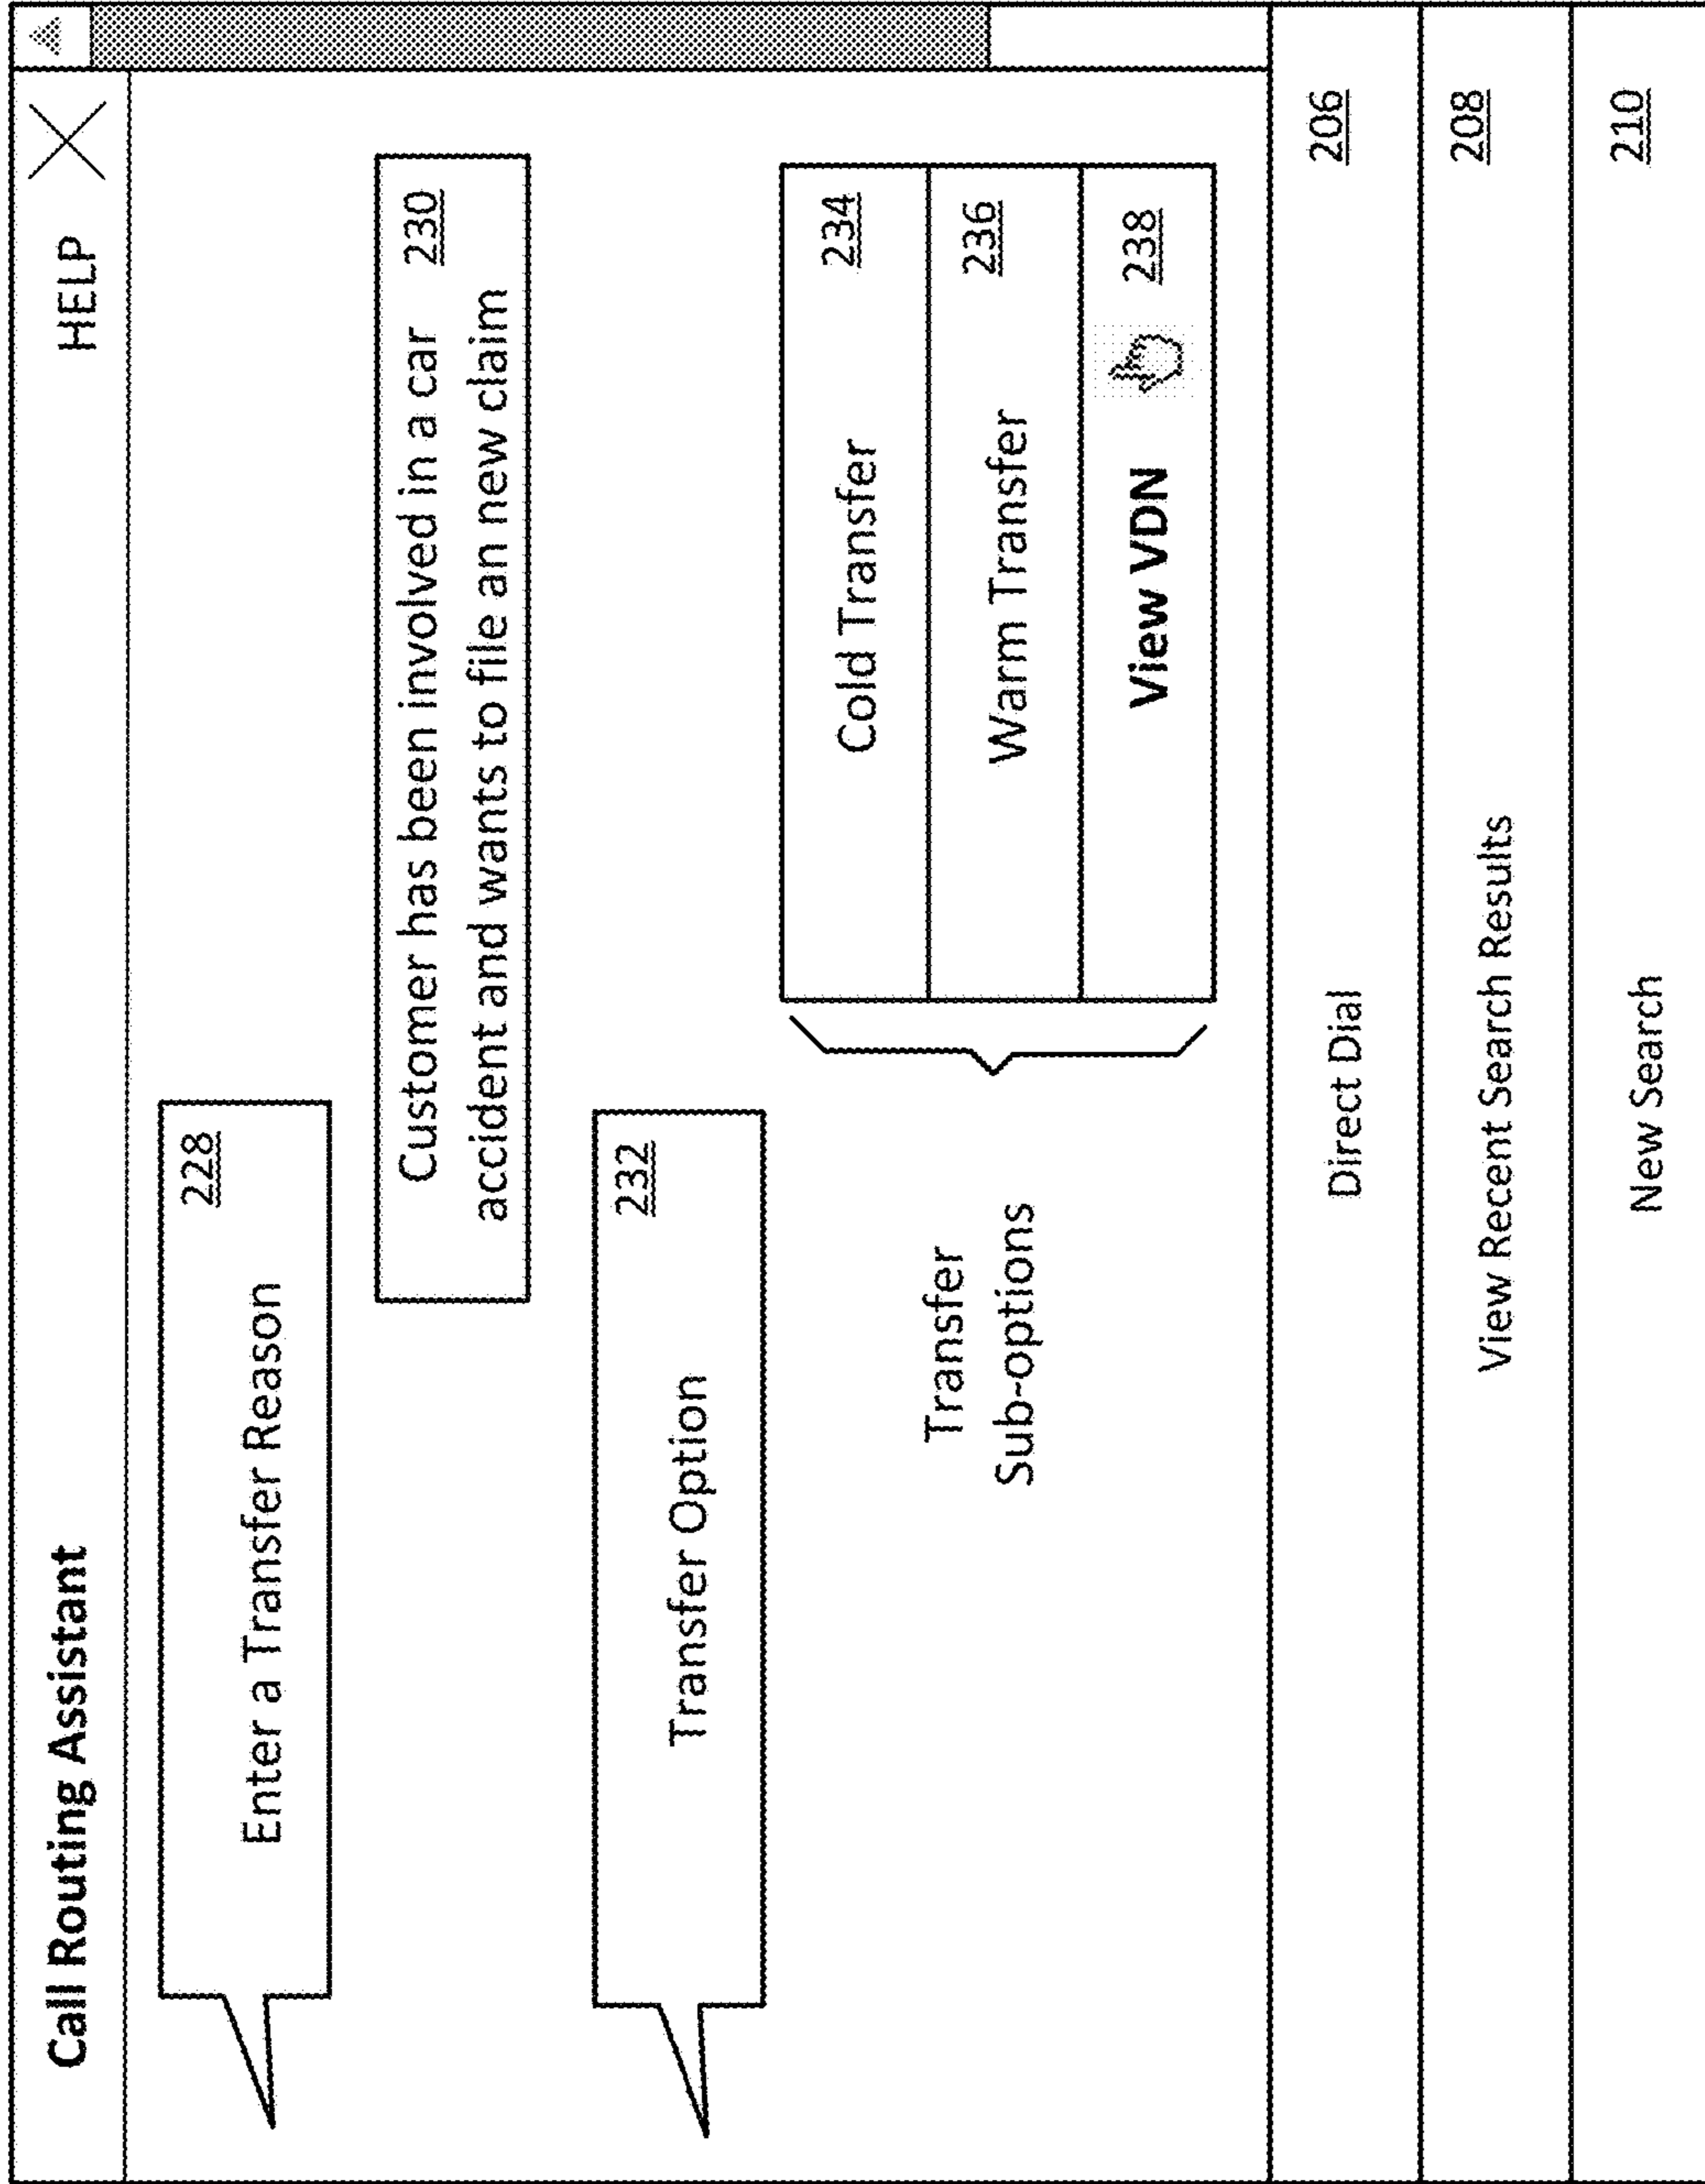 Call Routing Assistant HELP
228
Enter a Transfer Reason
Customer has been involved in a car 230
accident and wants to file an new claim
232
Transfer Option
Transfer
Sub-options
Cold Transfer 234
Warm Transfer 236
View VDN 238
Direct Dial 206
View Recent Search Results 208
New Search 210